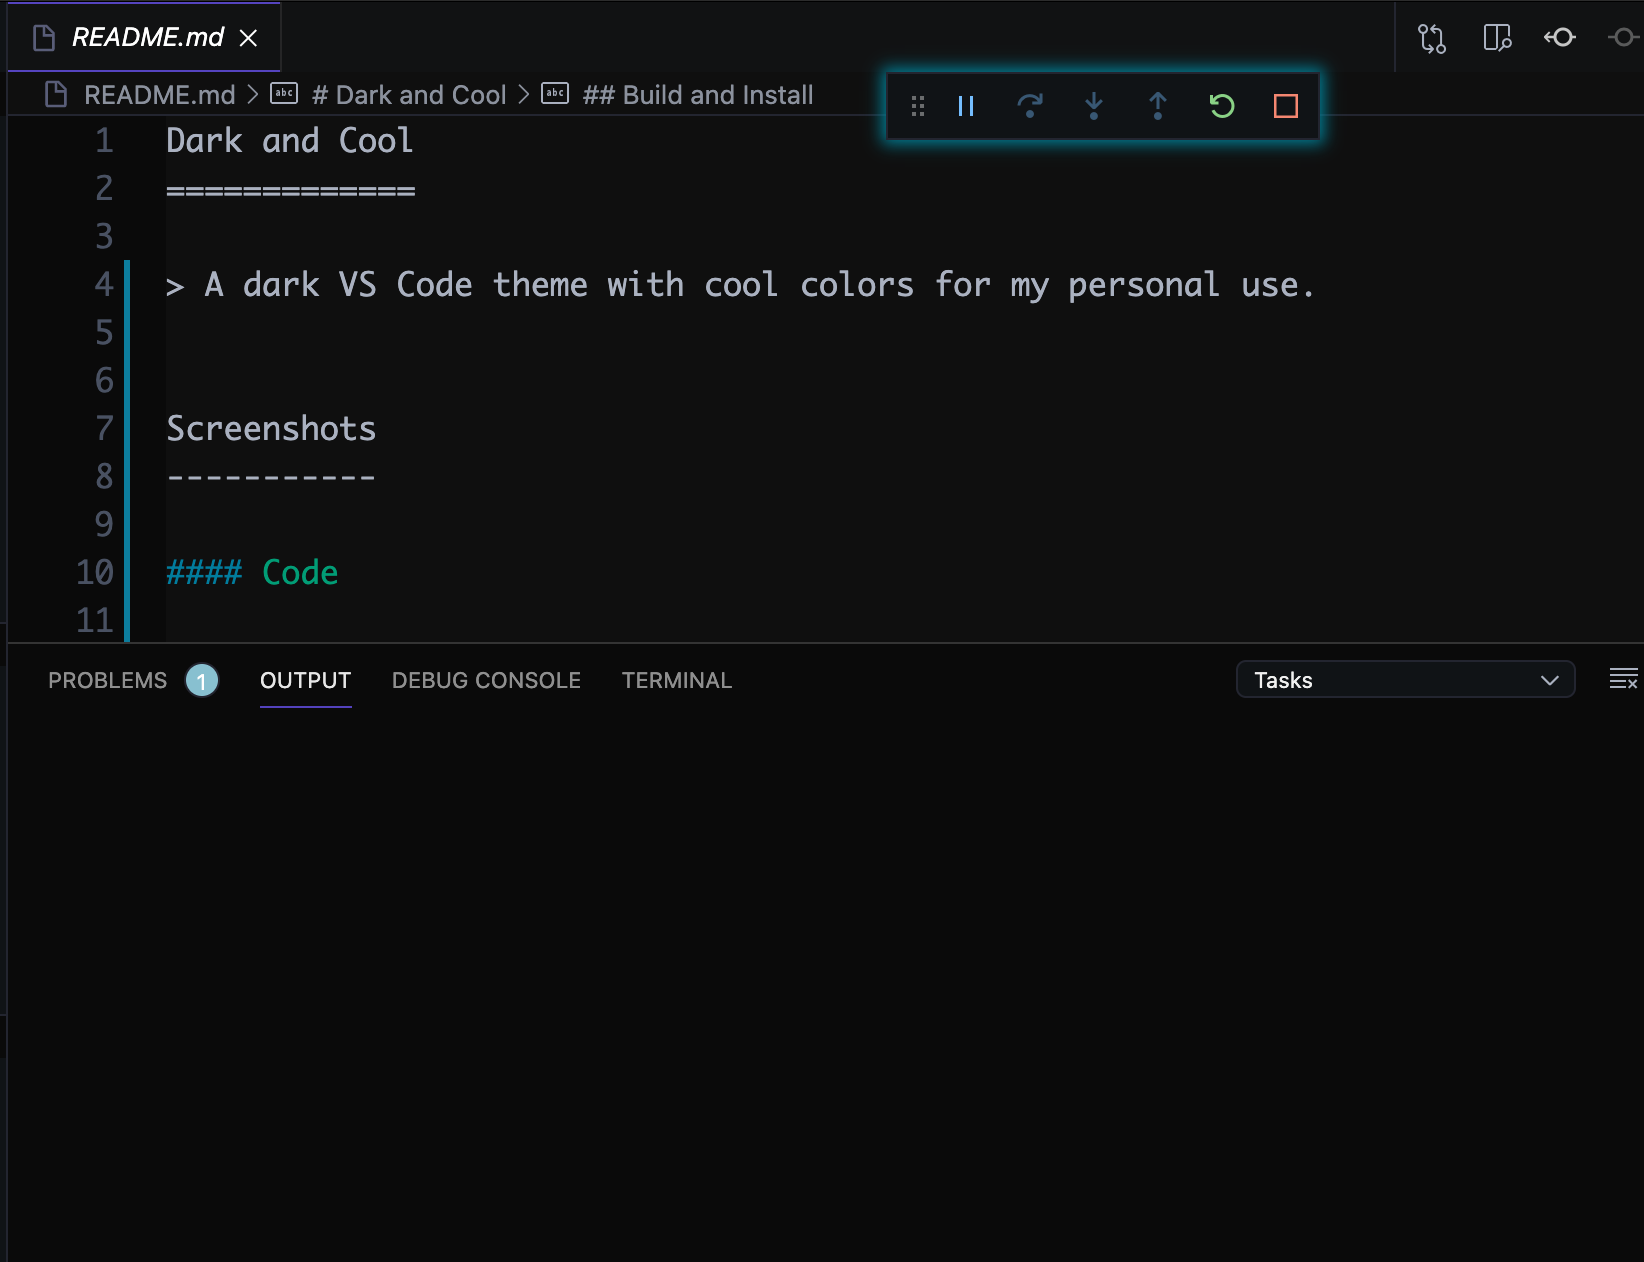 README.md
README.md > # Dark and Cool > ## Build and Install
1 Dark and Cool
2 =============
3
4 > A dark VS Code theme with cool colors for my personal use.
5
6
7 Screenshots
8 -----------
9
10 #### Code
11
PROBLEMS 1 OUTPUT DEBUG CONSOLE TERMINAL Tasks